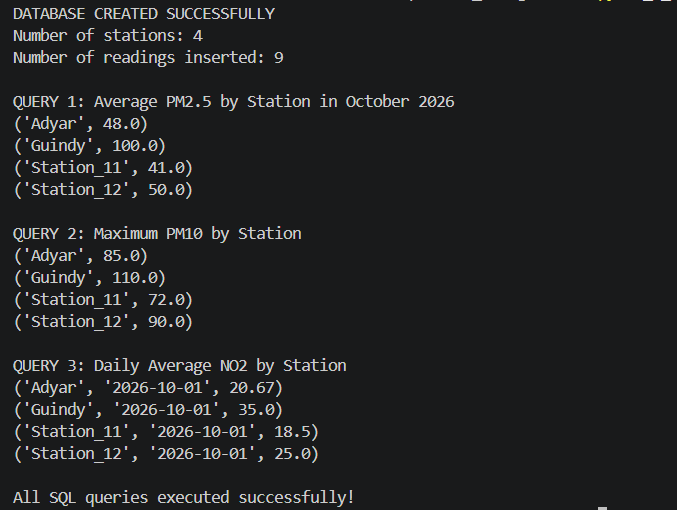 DATABASE CREATED SUCCESSFULLY
Number of stations: 4
Number of readings inserted: 9
QUERY 1: Average PM2.5 by Station in October 2026
('Adyar', 48.0)
('Guindy', 100.0)
('Station_11', 41.0)
('Station_12', 50.0)
QUERY 2: Maximum PM10 by Station
('Adyar', 85.0)
('Guindy', 110.0)
('Station_11', 72.0)
('Station_12', 90.0)
QUERY 3: Daily Average NO2 by Station
('Adyar', '2026-10-01', 20.67)
('Guindy', '2026-10-01', 35.0)
('Station_11', '2026-10-01', 18.5)
('Station_12', '2026-10-01', 25.0)
All SQL queries executed successfully!